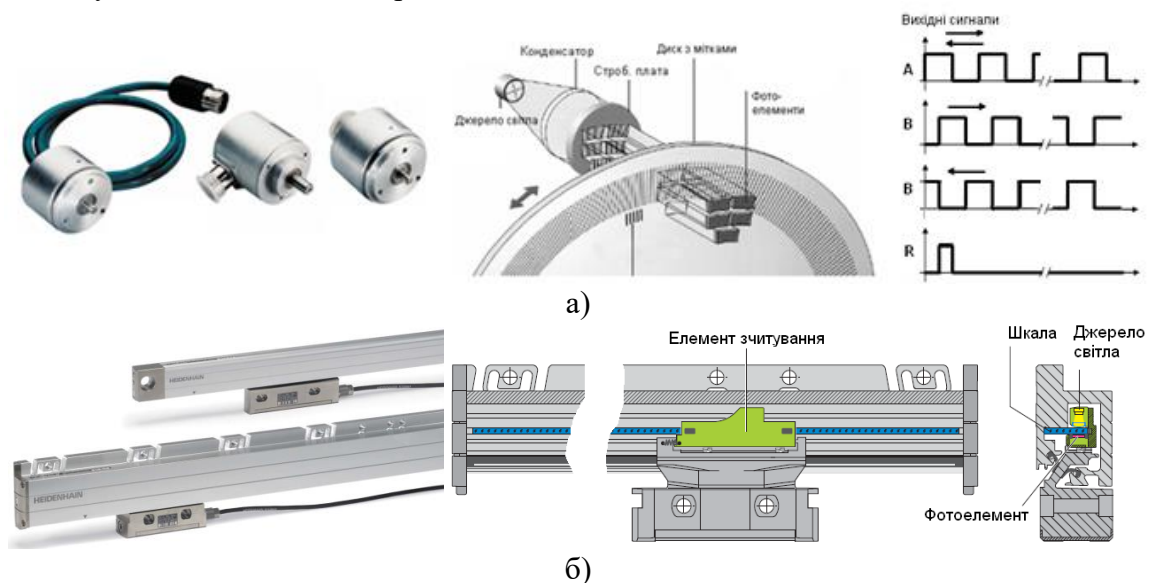 Вихідні сигнали
Конденсатор
Диск з мітками
Строб. плата
Фото-
елементи
Джерело світла
A
B
B
R
а)
HEIDENHAIN
HEIDENHAIN
Елемент зчитування
Шкала
Джерело
світла
Фотоелемент
б)